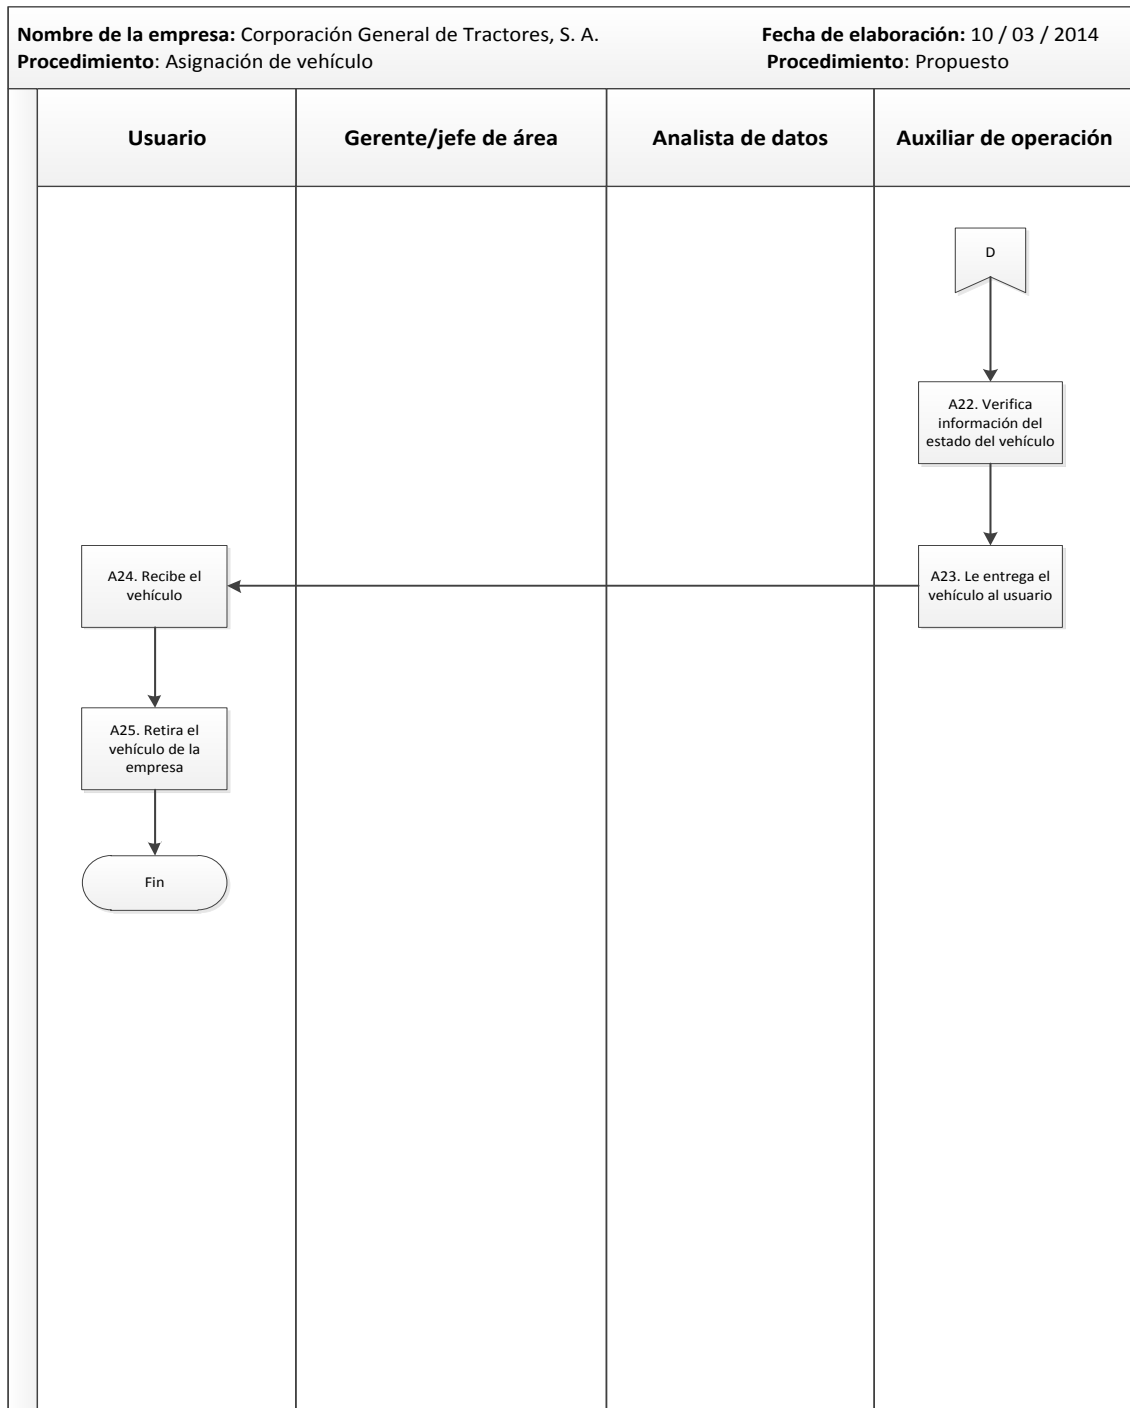 Nombre de la empresa: Corporación General de Tractores, S. A. Fecha de elaboración: 10 / 03 / 2014
Procedimiento: Asignación de vehículo Procedimiento: Propuesto
Usuario Gerente/jefe de área Analista de datos Auxiliar de operación
D
A22. Verifica
información del
estado del vehículo
A23. Le entrega el
vehículo al usuario
A24. Recibe el
vehículo
A25. Retira el
vehículo de la
empresa
Fin